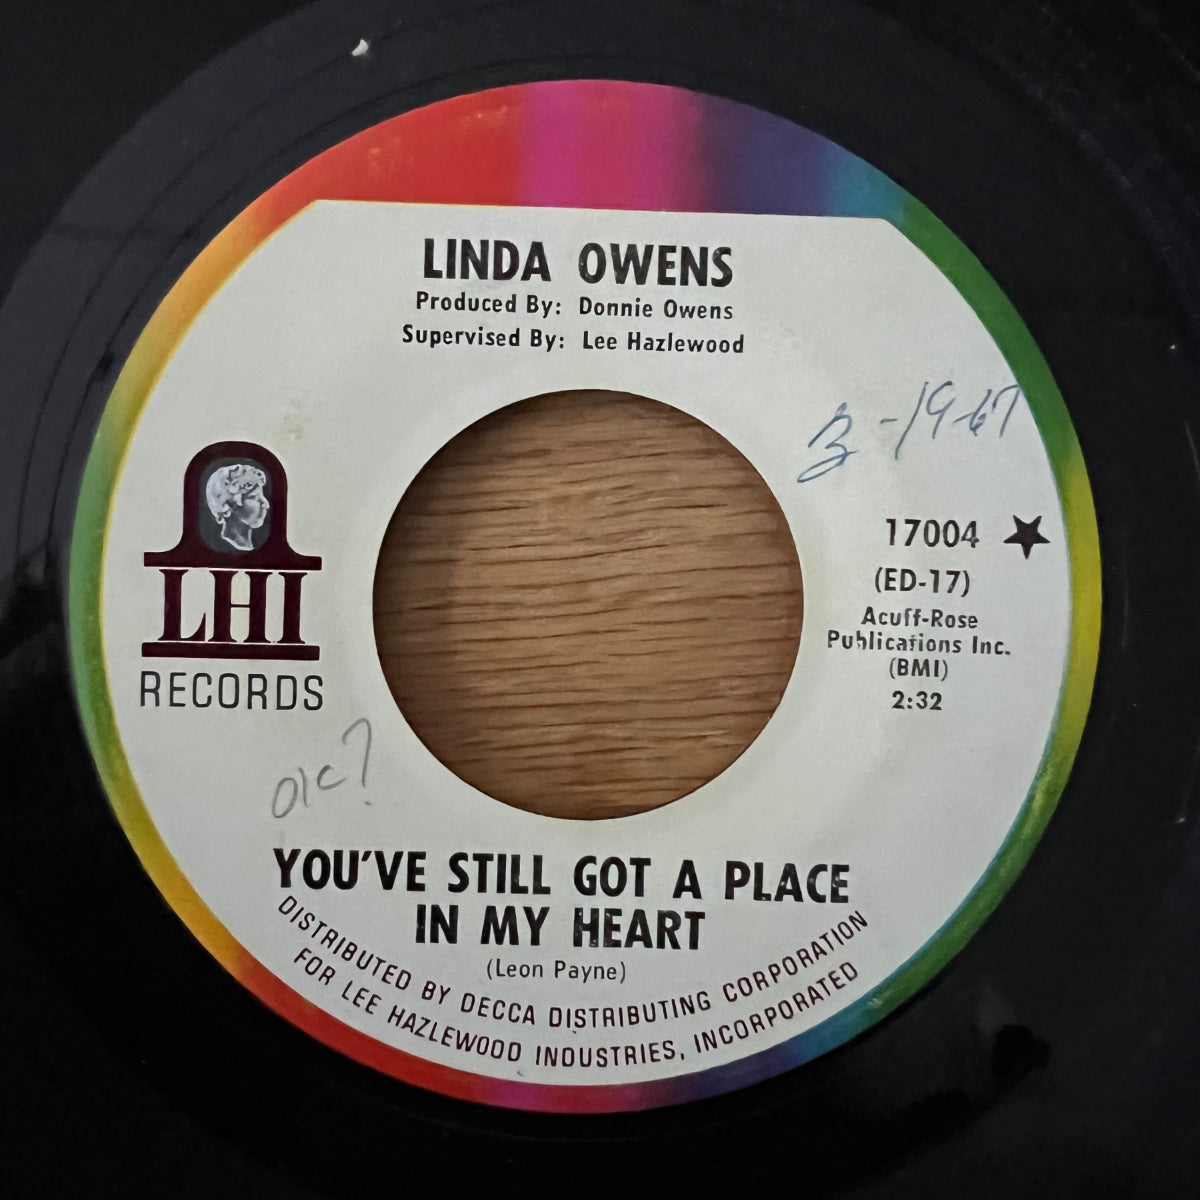 LINDA OWENS
Produced By: Donnie Owens
Supervised By: Lee Hazlewood
3-19-67
17004 ★
(ED-17)
Acuff-Rose
Publications Inc.
(BMI)
2:32
LHI
RECORDS
OK?
YOU'VE STILL GOT A PLACE
IN MY HEART
(Leon Payne)
DISTRIBUTED BY DECCA DISTRIBUTING CORPORATION
FOR LEE HAZLEWOOD INDUSTRIES, INCORPORATED